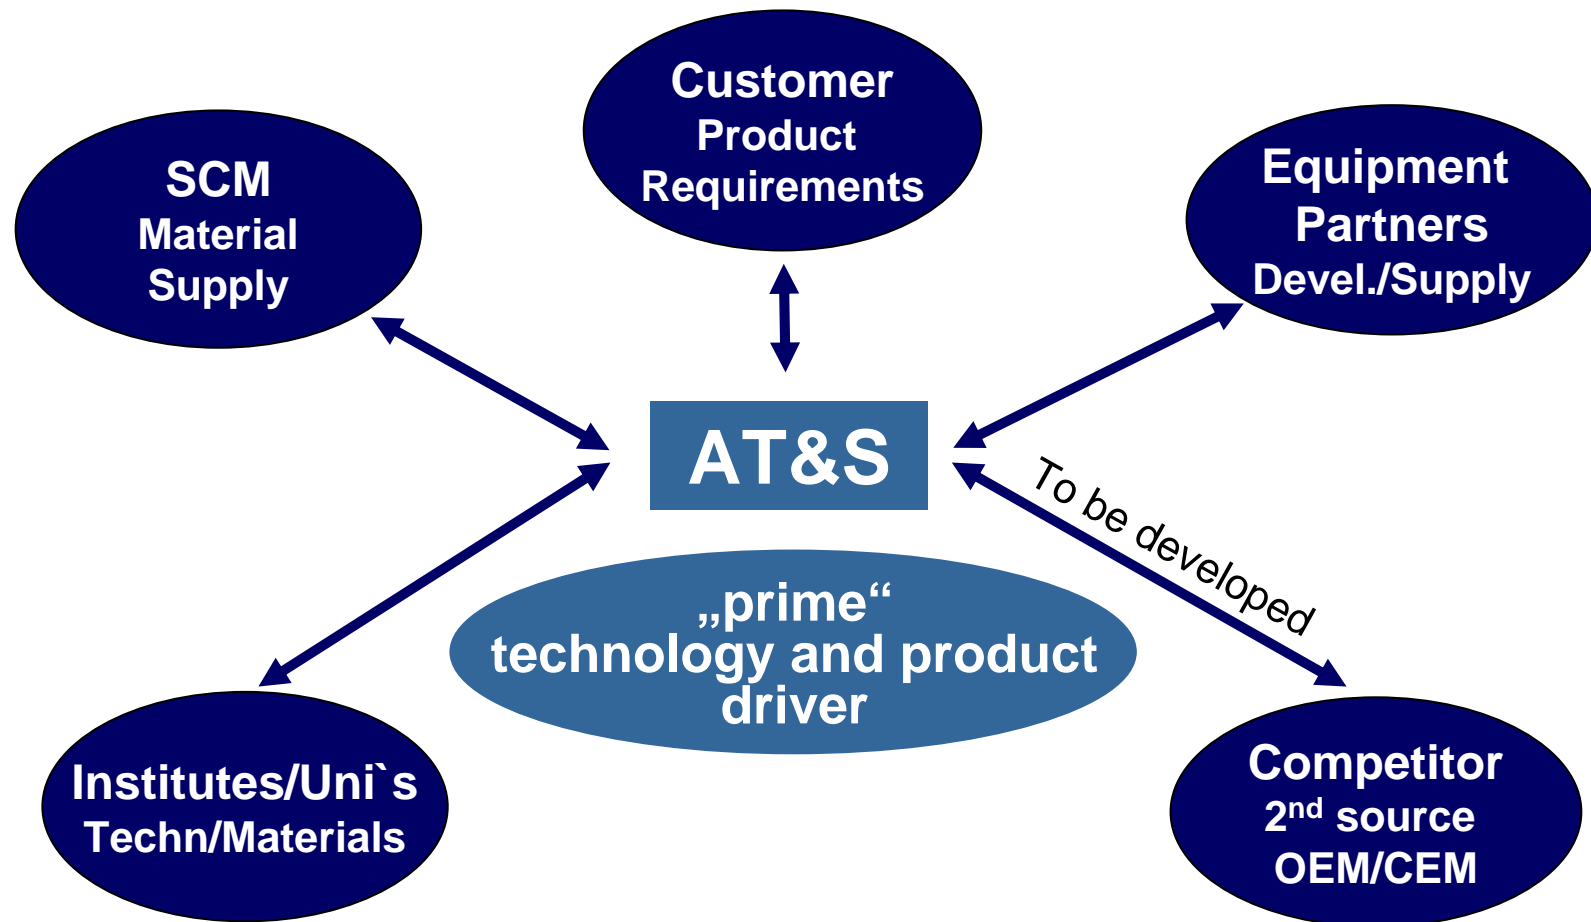 Customer
Product
Requirements
SCM
Material
Supply
Equipment
Partners
Devel./Supply
AT&S
To be developed
„prime“
technology and product
driver
Institutes/Uni`s
Techn/Materials
Competitor
2nd source
OEM/CEM